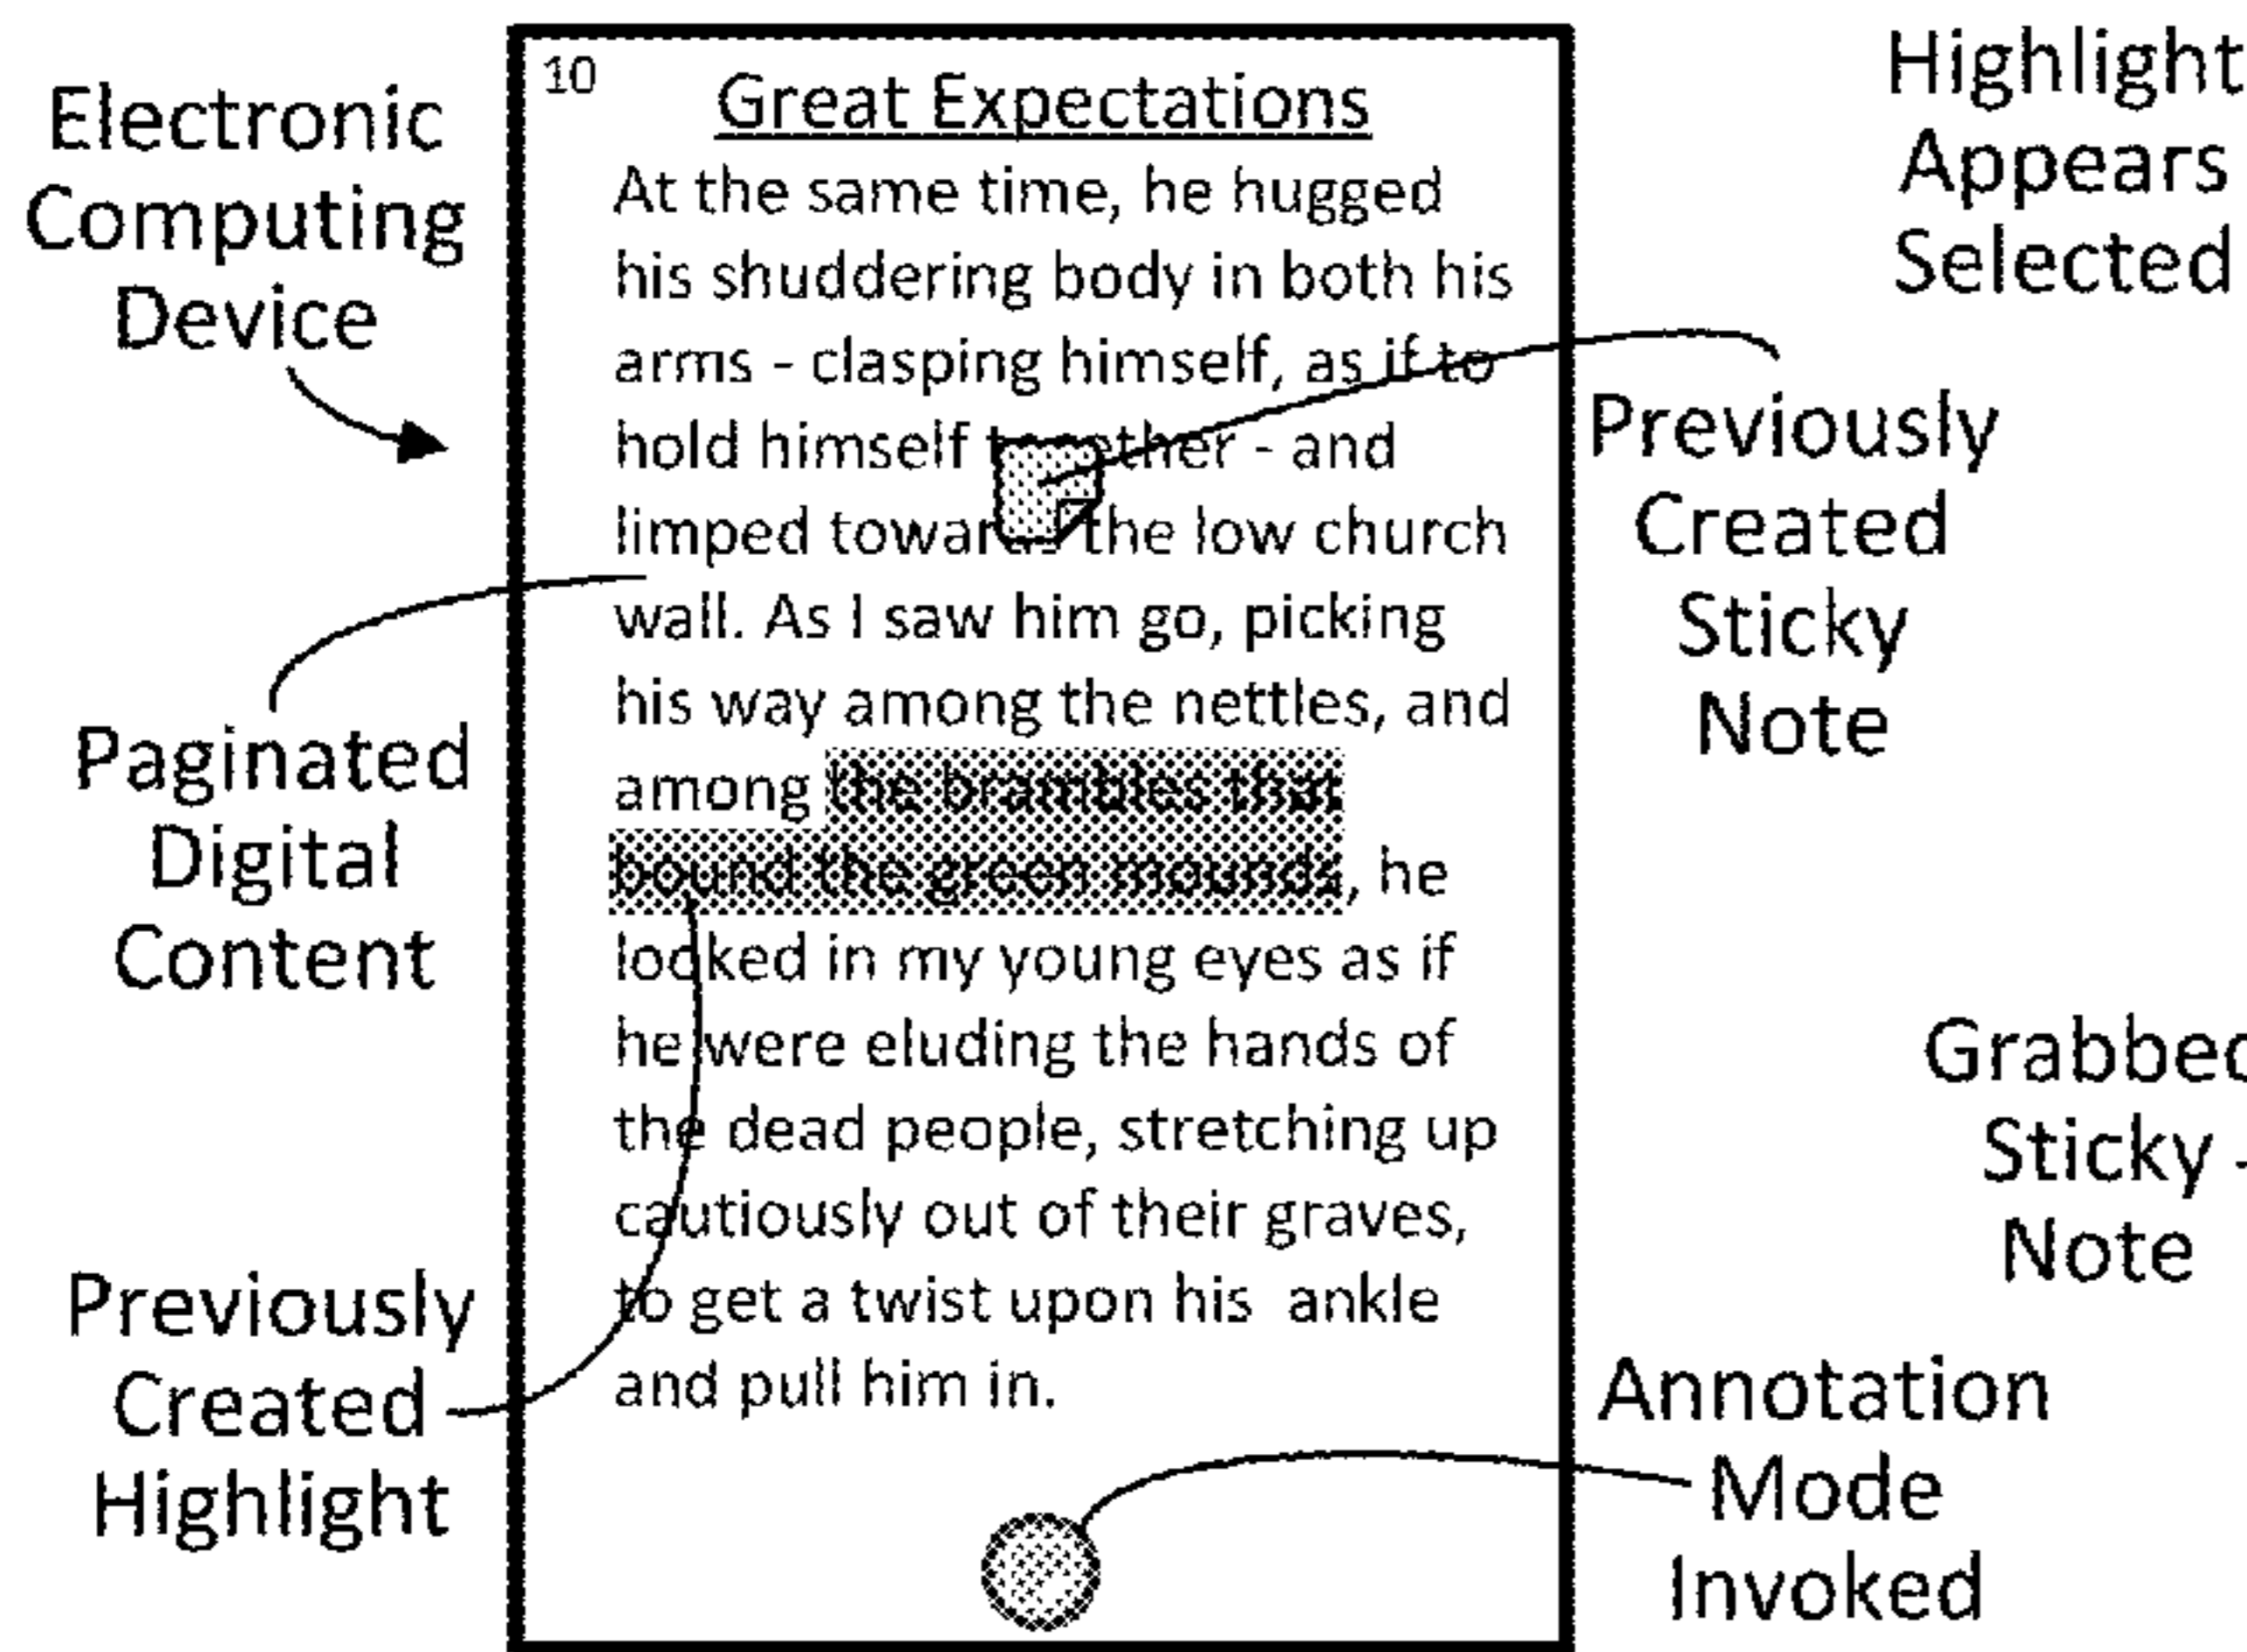 Electronic
Computing
Device
Paginated
Digital
Content
Previously
Created
Highlight
10
Great Expectations
At the same time, he hugged
his shuddering body in both his
arms - clasping himself, as if to
hold himself together - and
limped towards the low church
wall. As I saw him go, picking
his way among the nettles, and
among the brambles that
bound the green mounds, he
looked in my young eyes as if
he were eluding the hands of
the dead people, stretching up
cautiously out of their graves,
to get a twist upon his ankle
and pull him in.
Previously
Created
Sticky
Note
Annotation
Mode
Invoked
Highlight
Appears
Selected
Grabbed
Sticky
Note